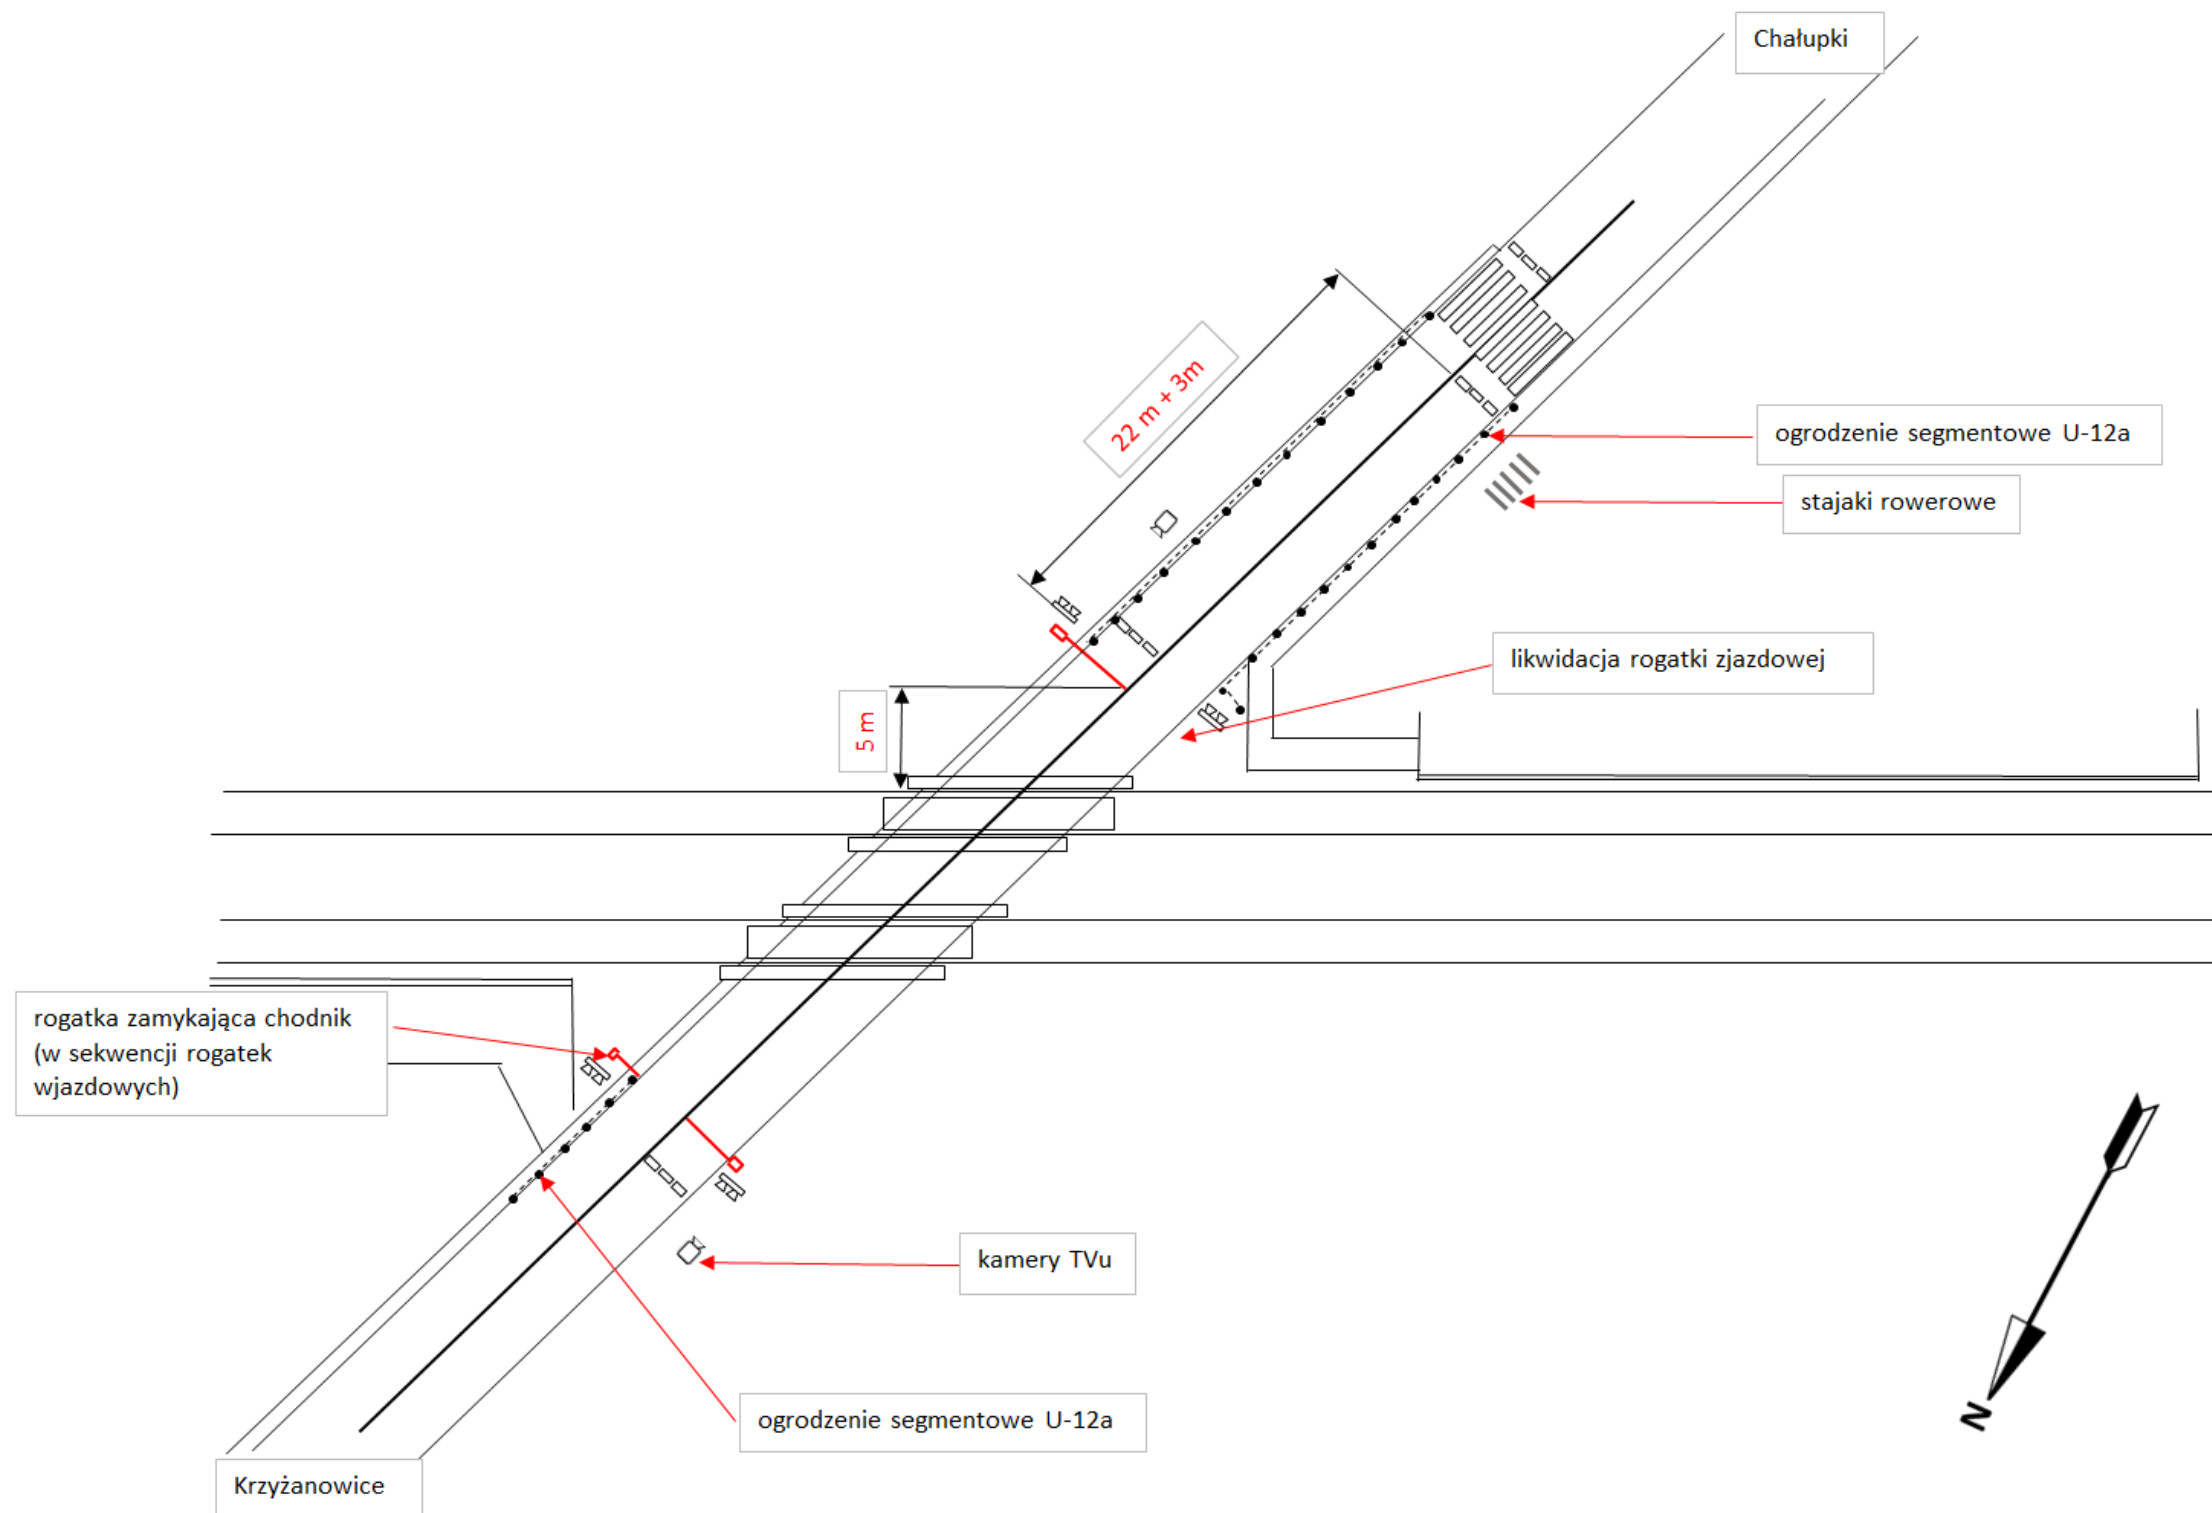 Chałupki
22 m + 3m
ogrodzenie segmentowe U-12a
stajaki rowerowe
likwidacja rogatki zjazdowej
5 m
rogatka zamykająca chodnik
(w sekwencji rogatek
wjazdowych)
kamery TVu
ogrodzenie segmentowe U-12a
N
Krzyżanowice